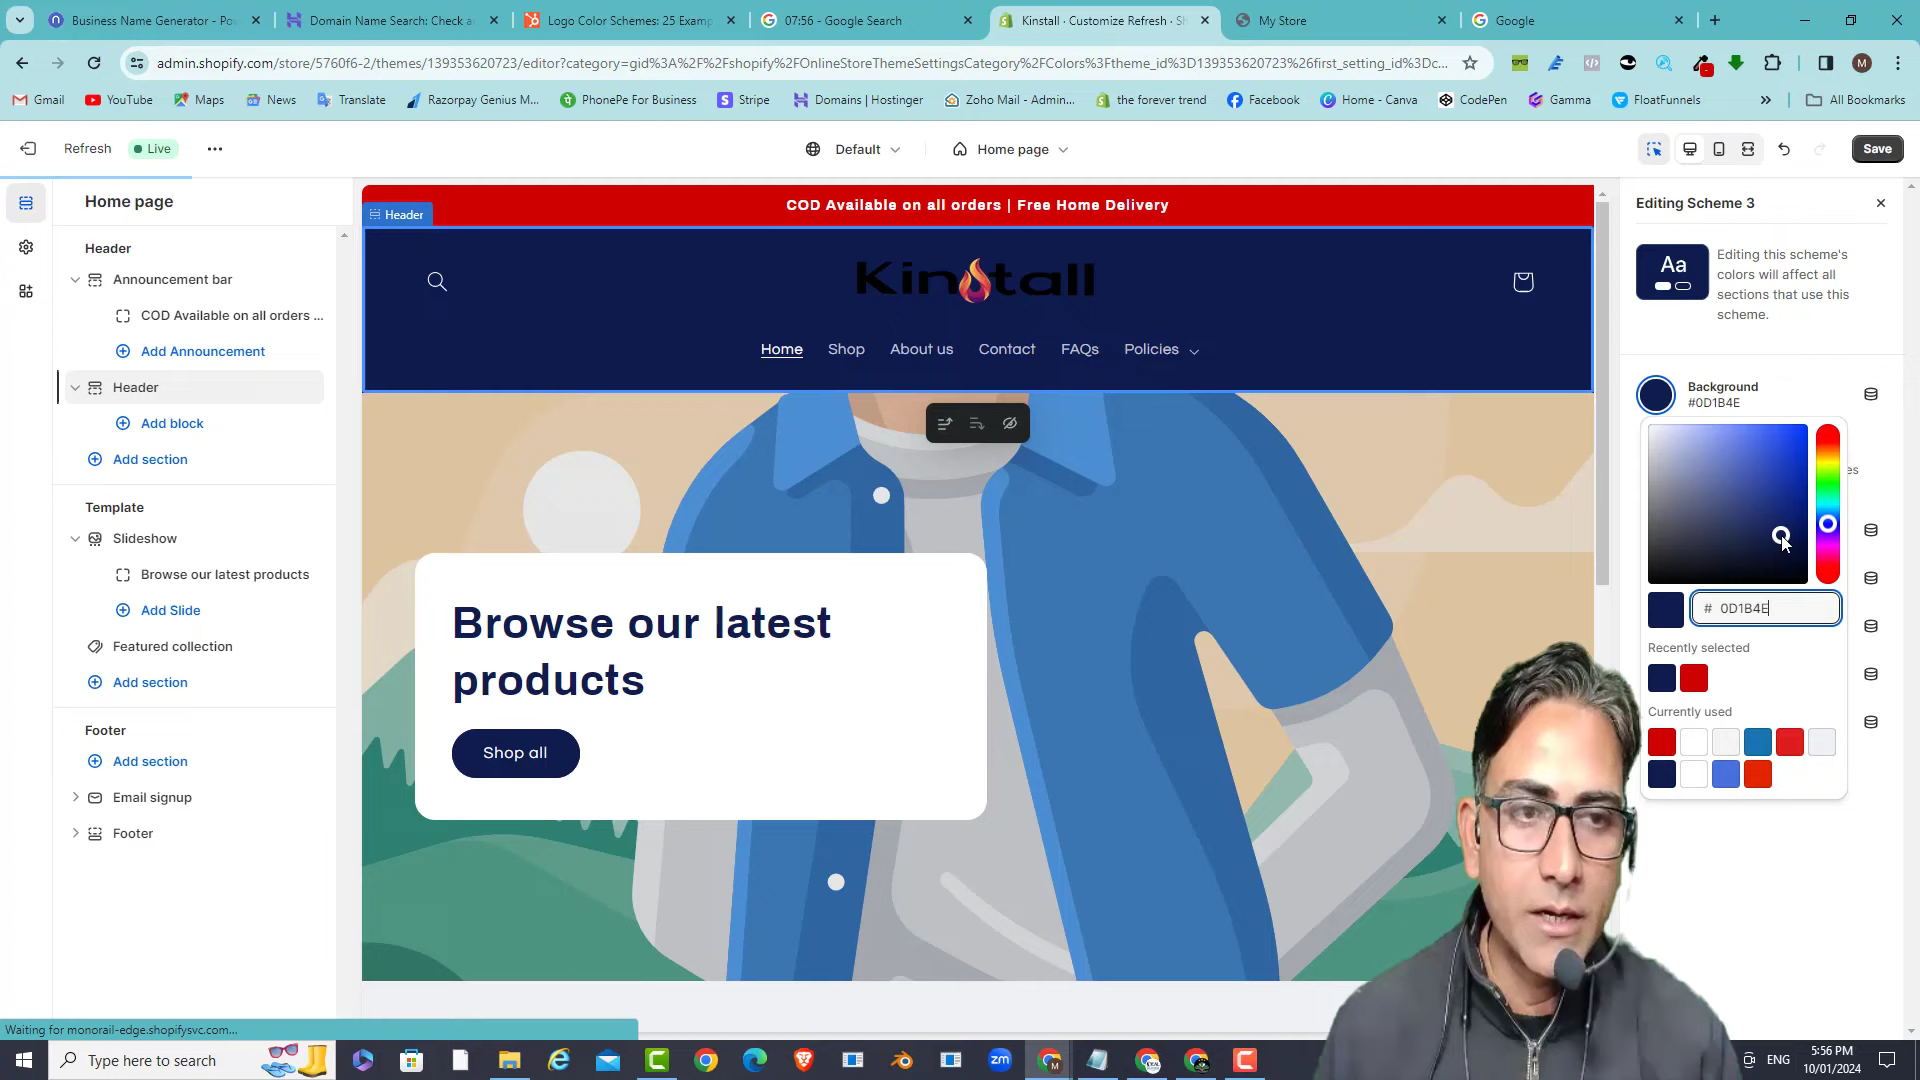 Business Name Generator - Po
Domain Name Search: Check a
Logo Color Schemes: 25 Examp
07:56 - Google Search
Kinstall · Customize Refresh · Sh
My Store
Google
admin.shopify.com/store/5760f6-2/themes/139353620723/editor?category=gid%3A%2F%2Fshopify%2FOnlineStoreThemeSettingsCategory%2FColors%3Ftheme_id%3D139353620723%26first_setting_id%3Dc...
Gmail
YouTube
Maps
News
Translate
Razorpay Genius M...
PhonePe For Business
Stripe
Domains | Hostinger
Zoho Mail - Admin...
the forever trend
Facebook
Home - Canva
CodePen
Gamma
FloatFunnels
All Bookmarks
Refresh
Live
Default
Home page
Save
Home page
Header
Announcement bar
COD Available on all orders ...
Add Announcement
Header
Add block
Add section
Template
Slideshow
Browse our latest products
Add Slide
Featured collection
Add section
Footer
Add section
Email signup
Footer
COD Available on all orders | Free Home Delivery
Header
Kinstall
Home
Shop
About us
Contact
FAQs
Policies
Browse our latest
products
Shop all
Editing Scheme 3
Aa
Editing this scheme's
colors will affect all
sections that use this
scheme.
Background
#0D1B4E
es
# 0D1B4E
Recently selected
Currently used
Waiting for monorail-edge.shopifysvc.com...
Type here to search
zm
M
ENG
5:56 PM
10/01/2024